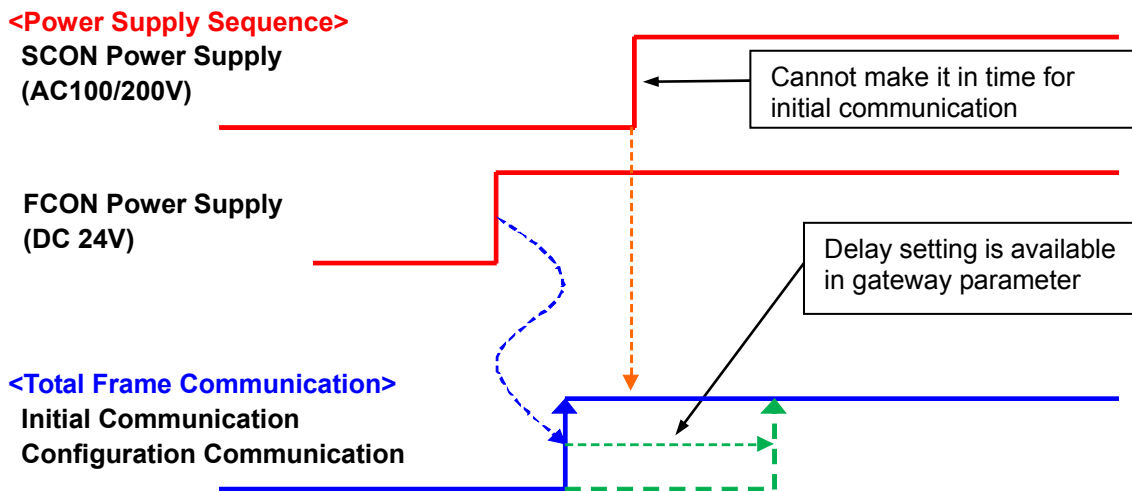 <Power Supply Sequence>
SCON Power Supply
(AC100/200V)
Cannot make it in time for
initial communication
FCON Power Supply
(DC 24V)
Delay setting is available
in gateway parameter
<Total Frame Communication>
Initial Communication
Configuration Communication